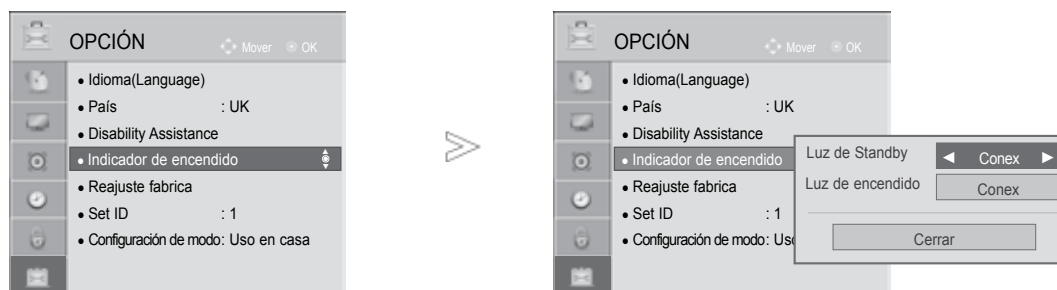 OPCIÓN
Mover OK
● Idioma(Language)
● País : UK
● Disability Assistance
● Indicador de encendido
● Reajuste fabrica
● Set ID : 1
● Configuración de modo: Uso en casa
OPCIÓN
Mover OK
● Idioma(Language)
● País : UK
● Disability Assistance
● Indicador de encendido
● Reajuste fabrica
● Set ID : 1
● Configuración de modo: Us
Luz de Standby ◄ Conex ►
Luz de encendido Conex
Cerrar